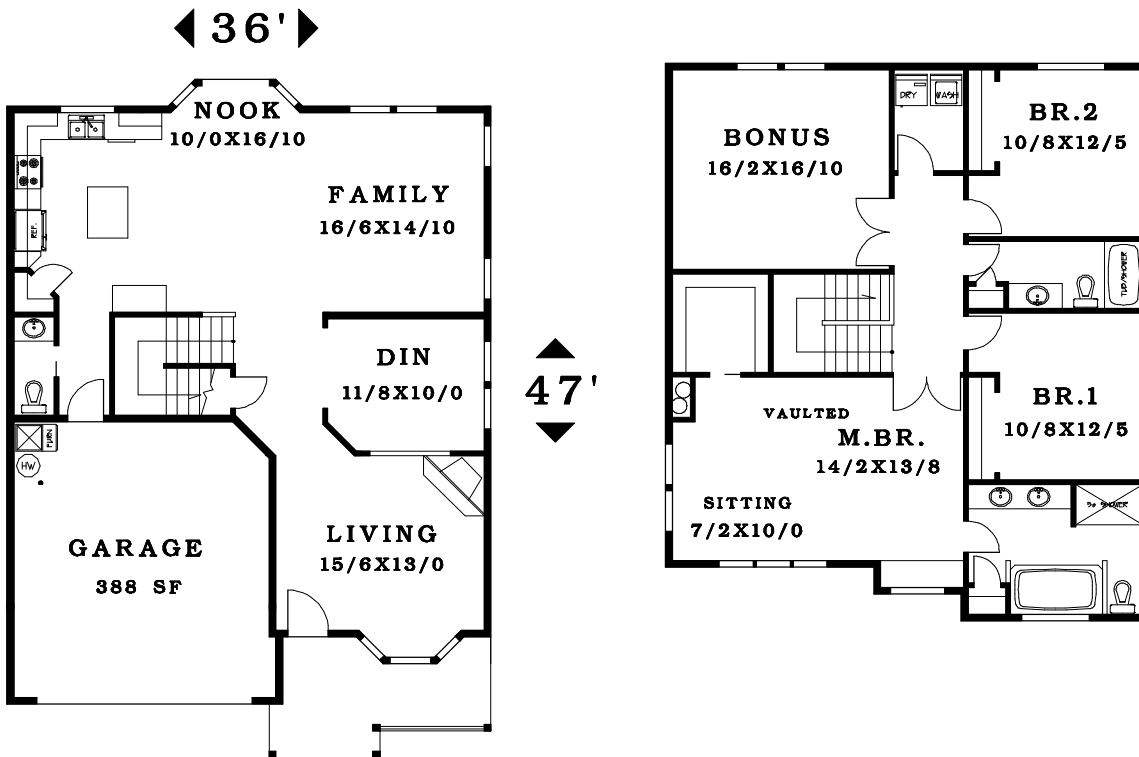 36'
NOOK
10/0X16/10
FAMILY
16/6X14/10
REF.
DIN
11/8X10/0
47'
FURN
HW
GARAGE
388 SF
LIVING
15/6X13/0
DRY
WASH
BONUS
16/2X16/10
BR.2
10/8X12/5
TUB/SHOWER
VAULTED
M.BR.
14/2X13/8
BR.1
10/8X12/5
SITTING
7/2X10/0
SHOWER